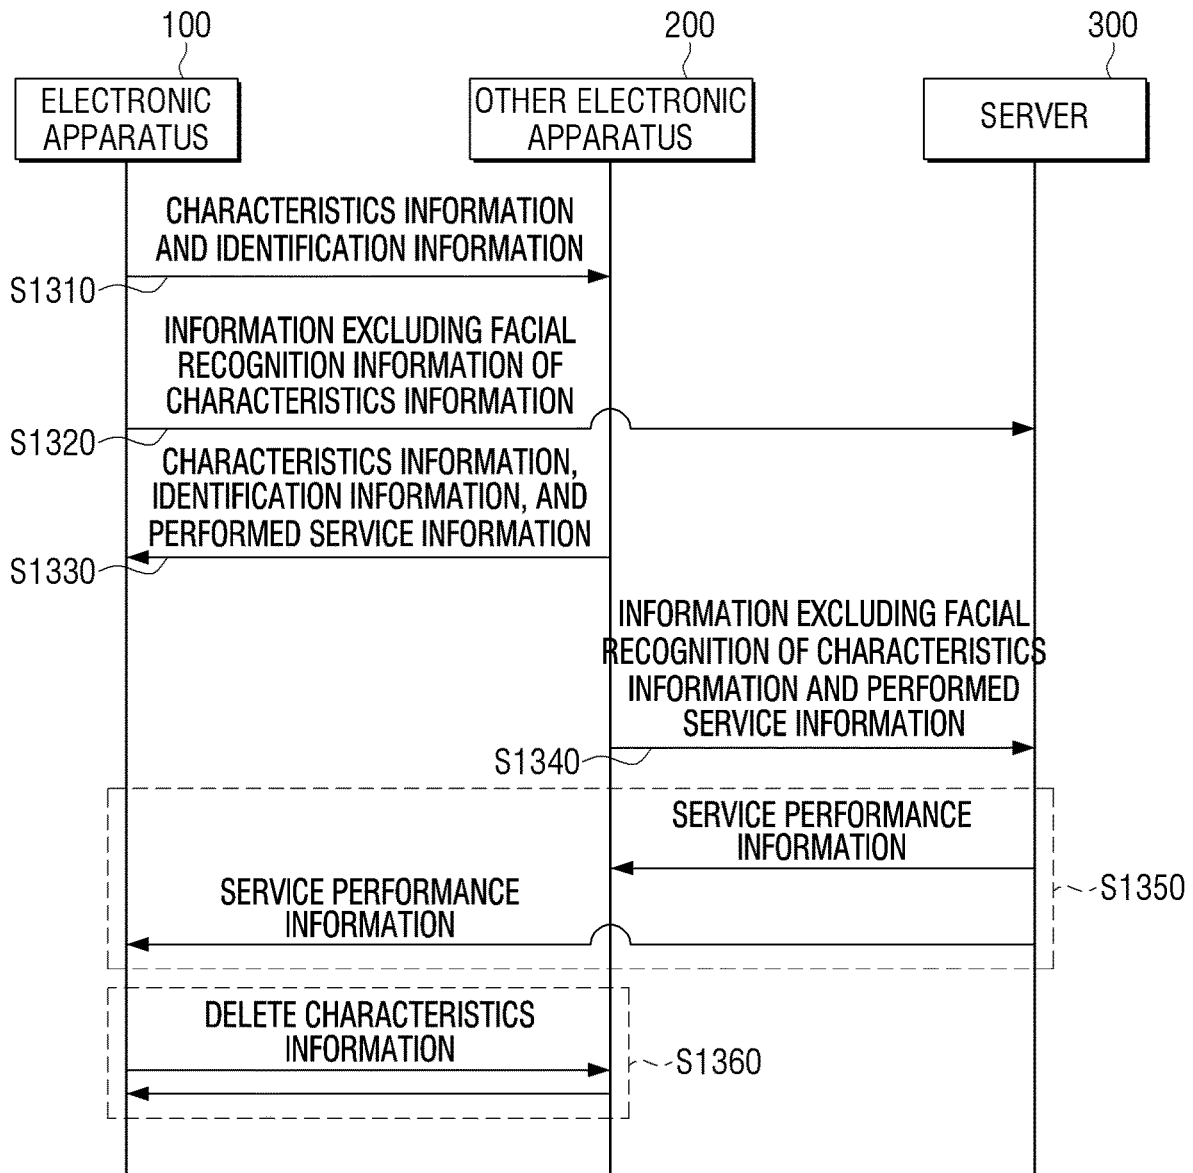 100
200
300
ELECTRONIC
APPARATUS
OTHER ELECTRONIC
APPARATUS
SERVER
CHARACTERISTICS INFORMATION
AND IDENTIFICATION INFORMATION
S1310
INFORMATION EXCLUDING FACIAL
RECOGNITION INFORMATION OF
CHARACTERISTICS INFORMATION
S1320
CHARACTERISTICS INFORMATION,
IDENTIFICATION INFORMATION, AND
PERFORMED SERVICE INFORMATION
S1330
INFORMATION EXCLUDING FACIAL
RECOGNITION OF CHARACTERISTICS
INFORMATION AND PERFORMED
SERVICE INFORMATION
S1340
SERVICE PERFORMANCE
INFORMATION
SERVICE PERFORMANCE
INFORMATION
S1350
DELETE CHARACTERISTICS
INFORMATION
S1360